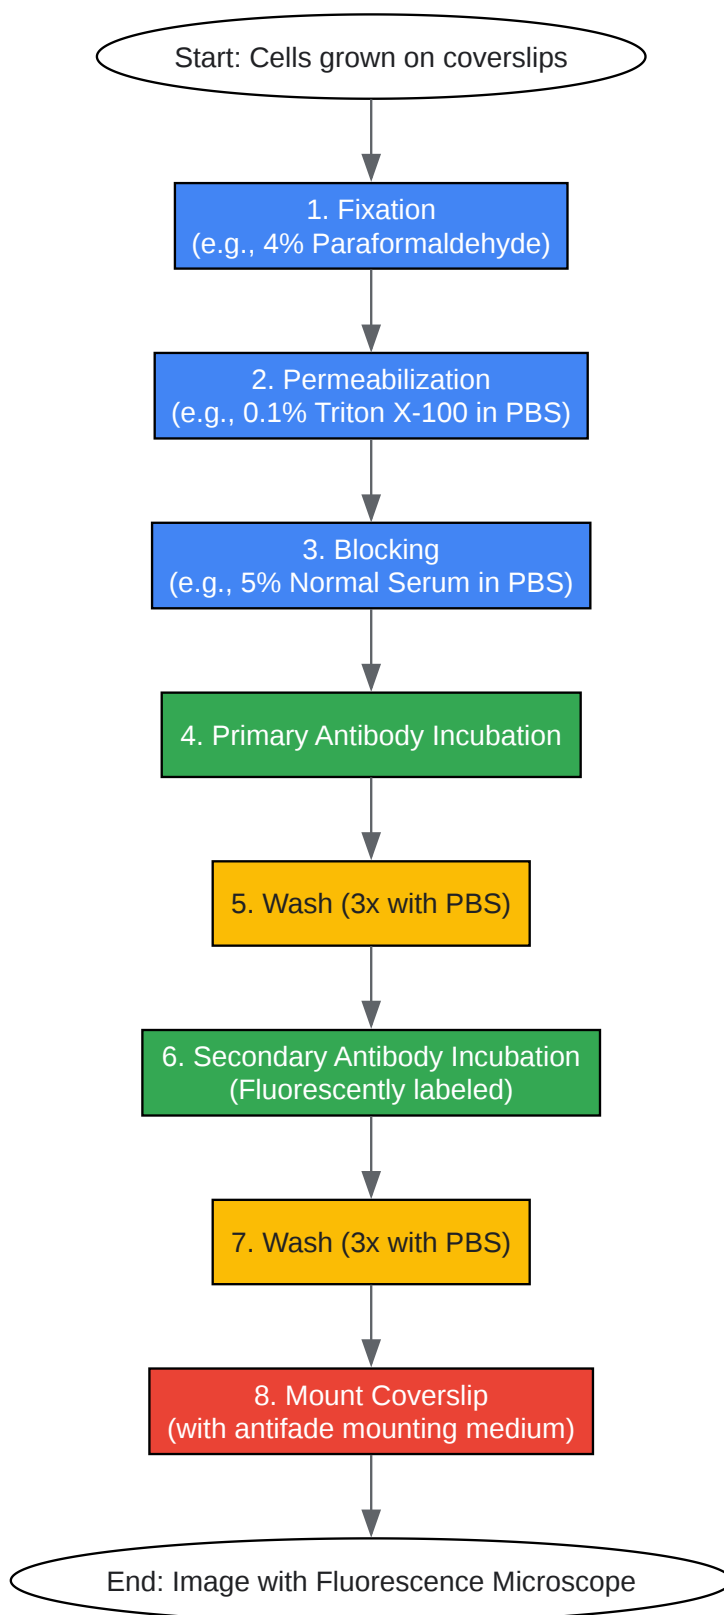 Start: Cells grown on coverslips
1. Fixation
(e.g., 4% Paraformaldehyde)
2. Permeabilization
(e.g., 0.1% Triton X-100 in PBS)
3. Blocking
(e.g., 5% Normal Serum in PBS)
4. Primary Antibody Incubation
5. Wash (3x with PBS)
6. Secondary Antibody Incubation
(Fluorescently labeled)
7. Wash (3x with PBS)
8. Mount Coverslip
(with antifade mounting medium)
End: Image with Fluorescence Microscope